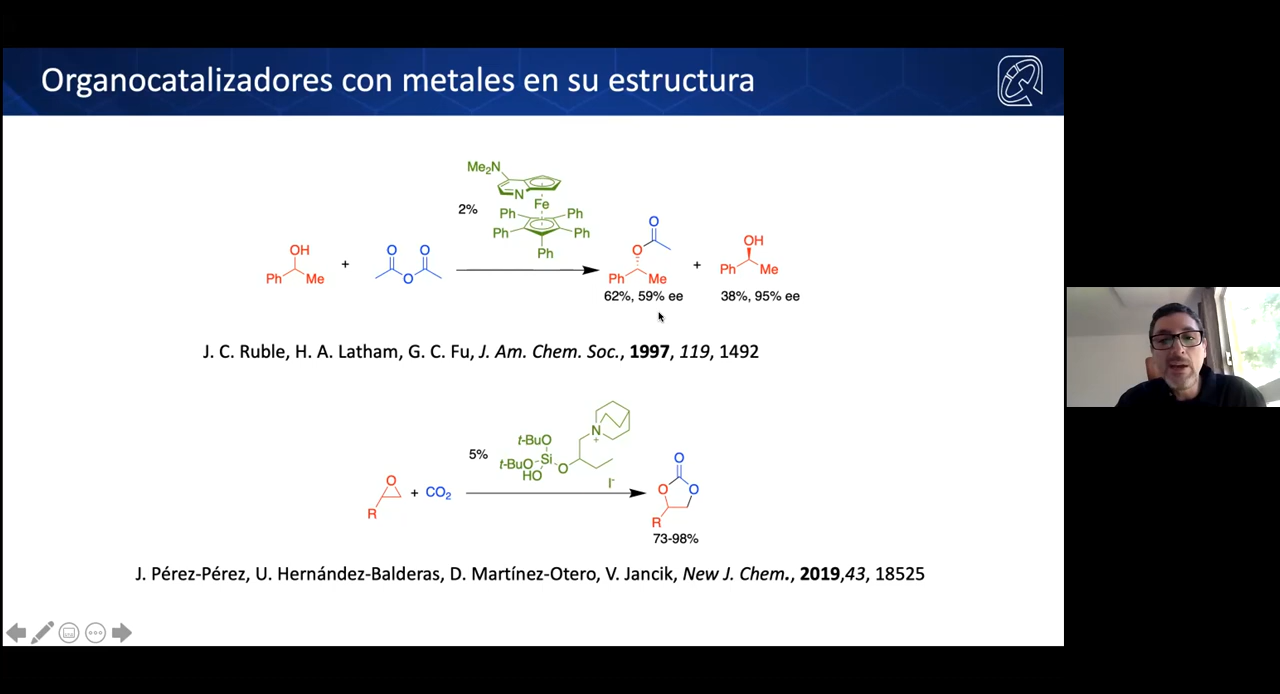 Organocatalizadores con metales en su estructura
Me₂N
N
Fe
2%
Ph
Ph
Ph
Ph
Ph
OH
Ph
Me
+
O
O
O
O
O
Ph
Me
62%, 59% ee
+
OH
Ph
Me
38%, 95% ee
J. C. Ruble, H. A. Latham, G. C. Fu, J. Am. Chem. Soc., 1997, 119, 1492
5%
t-BuO
t-BuO
Si
HO
O
N
+
I⁻
O
R
+ CO₂
O
O
O
R
73-98%
J. Pérez-Pérez, U. Hernández-Balderas, D. Martínez-Otero, V. Jancik, New J. Chem., 2019,43, 18525